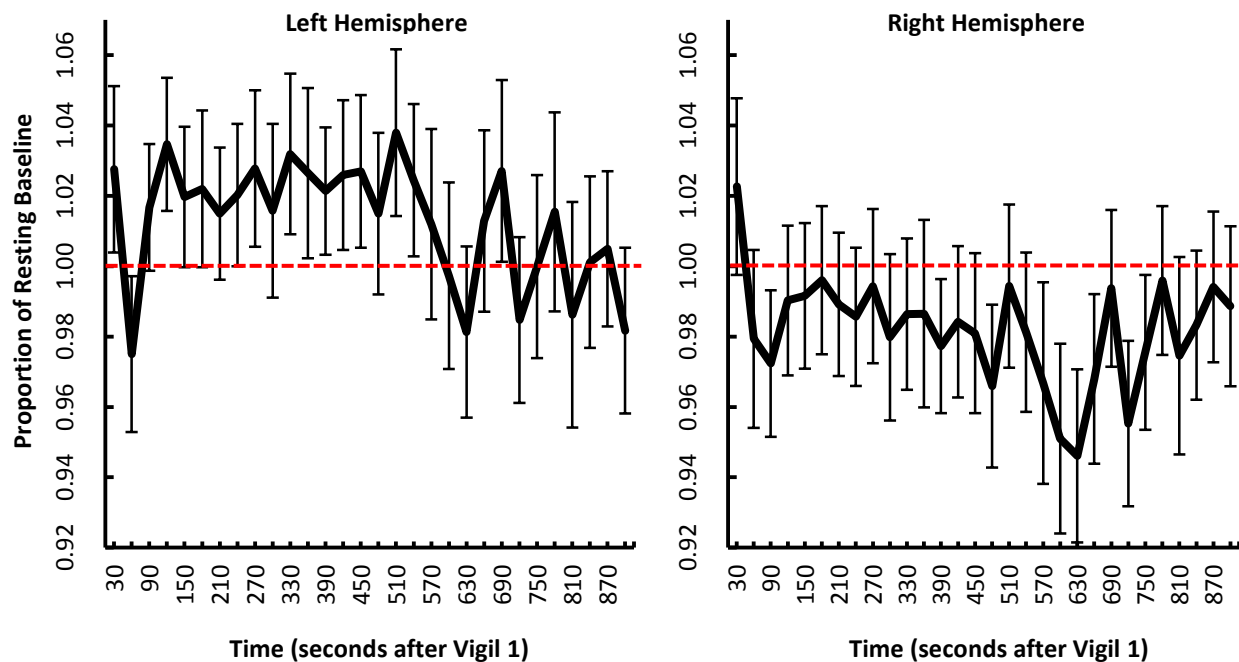 Left Hemisphere
Right Hemisphere
Proportion of Resting Baseline
1.06
1.04
1.02
1.00
0.98
0.96
0.94
0.92
30 90 150 210 270 330 390 450 510 570 630 690 750 810 870
Time (seconds after Vigil 1)
1.06
1.04
1.02
1.00
0.98
0.96
0.94
0.92
30 90 150 210 270 330 390 450 510 570 630 690 750 810 870
Time (seconds after Vigil 1)